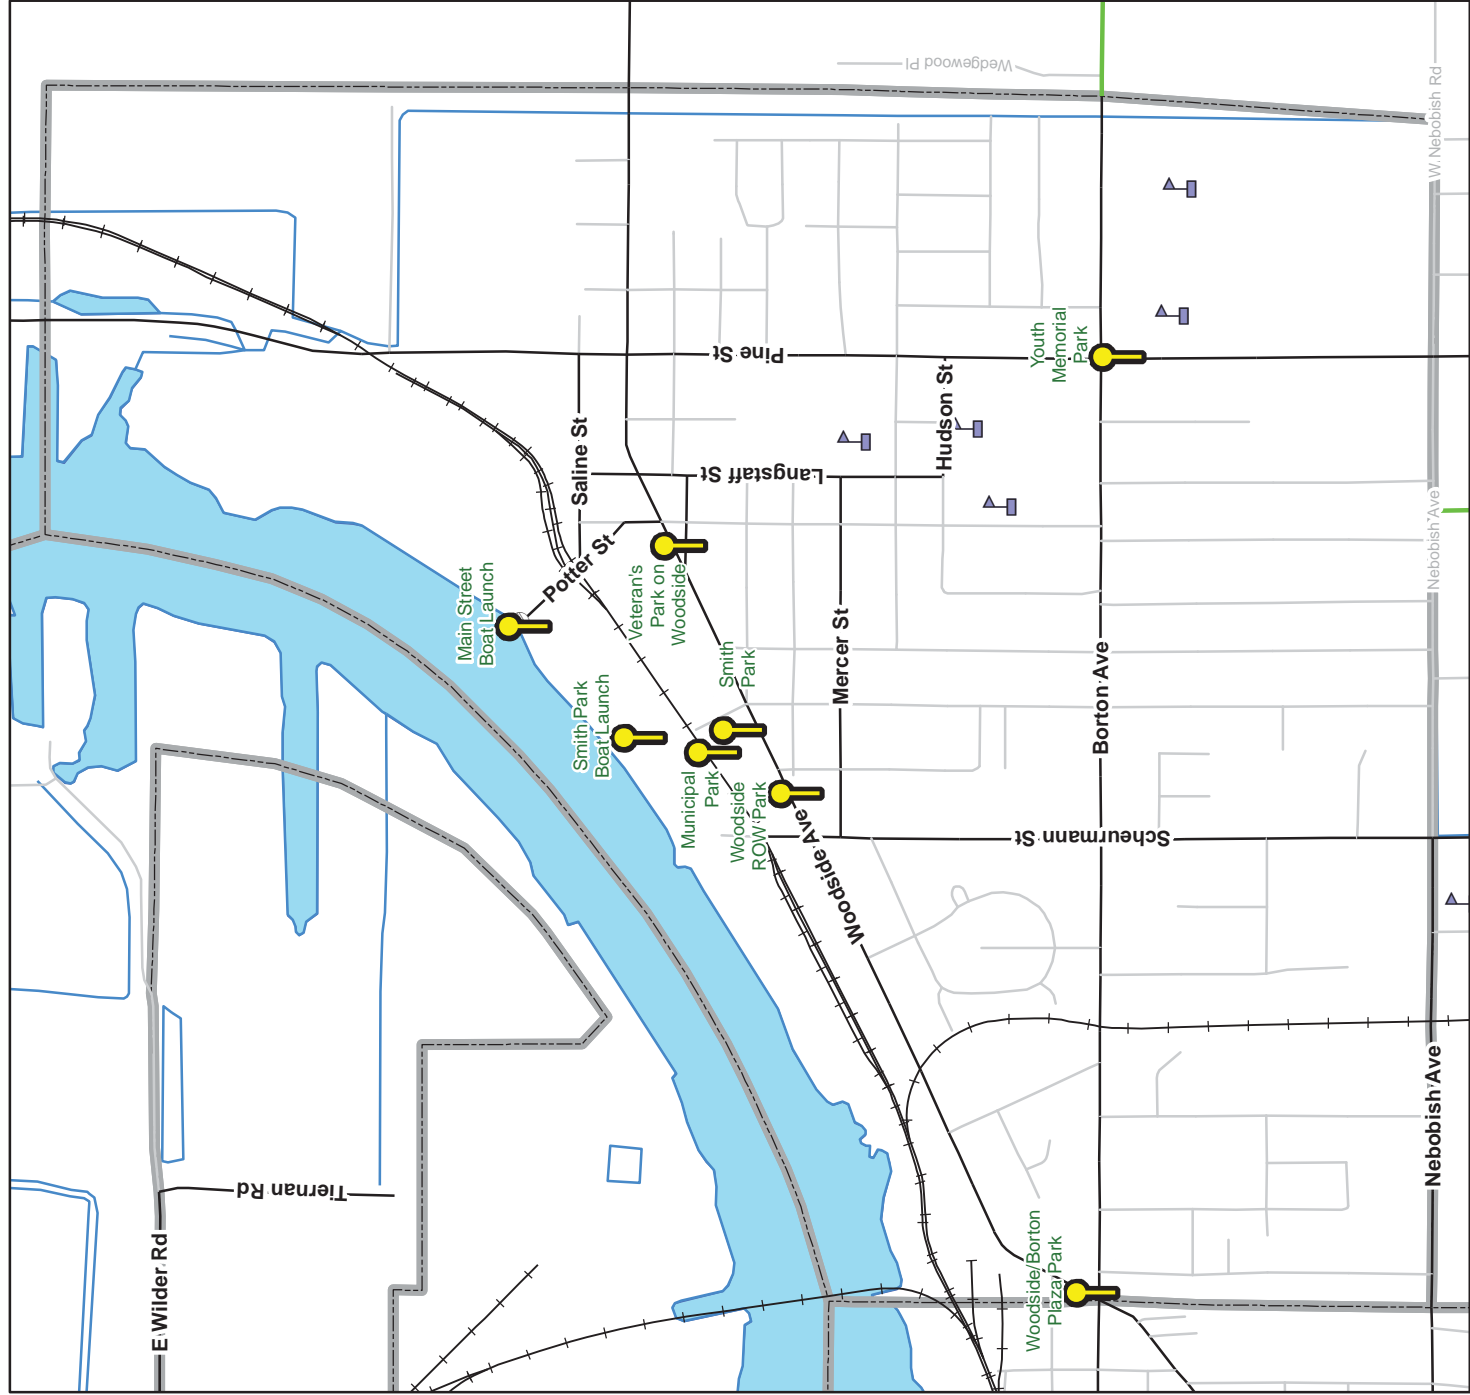 Wedgewood Pl
W. Nebobish Rd
Youth
Memorial
Park
Pine St
Hudson St
Saline St
Langstaff St
Nebobish Ave
Potter St
Main Street
Boat Launch
Veteran's
Park on
Woodside
Smith
Park
Mercer St
Borton Ave
Smith Park
Boat Launch
Municipal
Park
Woodside
ROW Park
Woodside Ave
Scheurmann St
Nebobish Ave
Tiernan Rd
E Wilder Rd
Woodside/Borton
Plaza Park